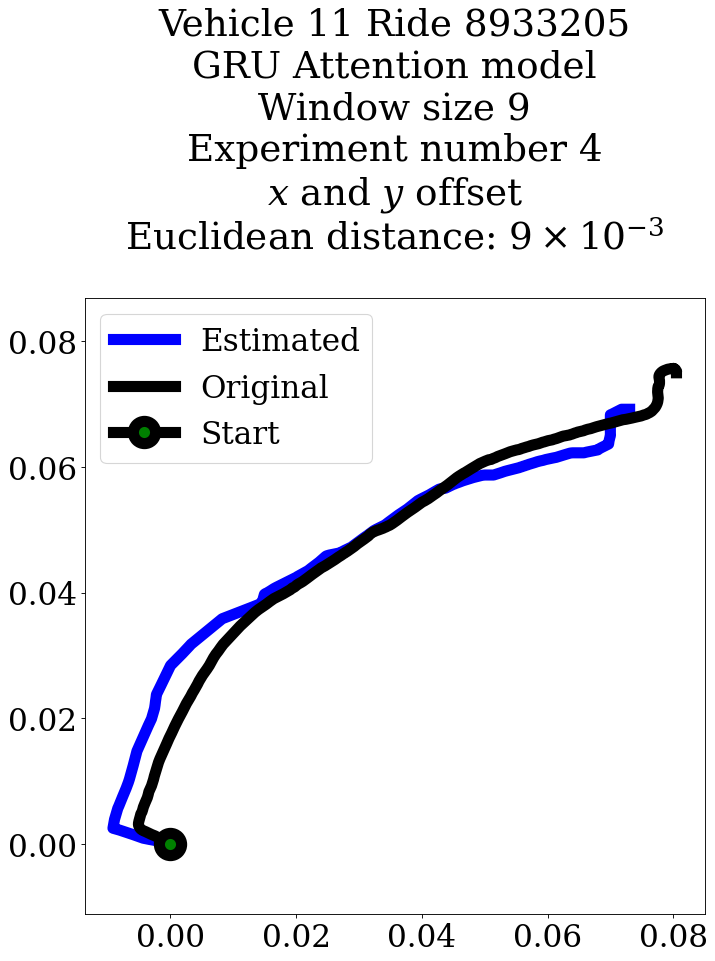 Vehicle 11 Ride 8933205
GRU Attention model
Window size 9
Experiment number 4
x and y offset
Euclidean distance: 9 × 10⁻³
Estimated
Original
Start
0.08
0.06
0.04
0.02
0.00
0.00 0.02 0.04 0.06 0.08